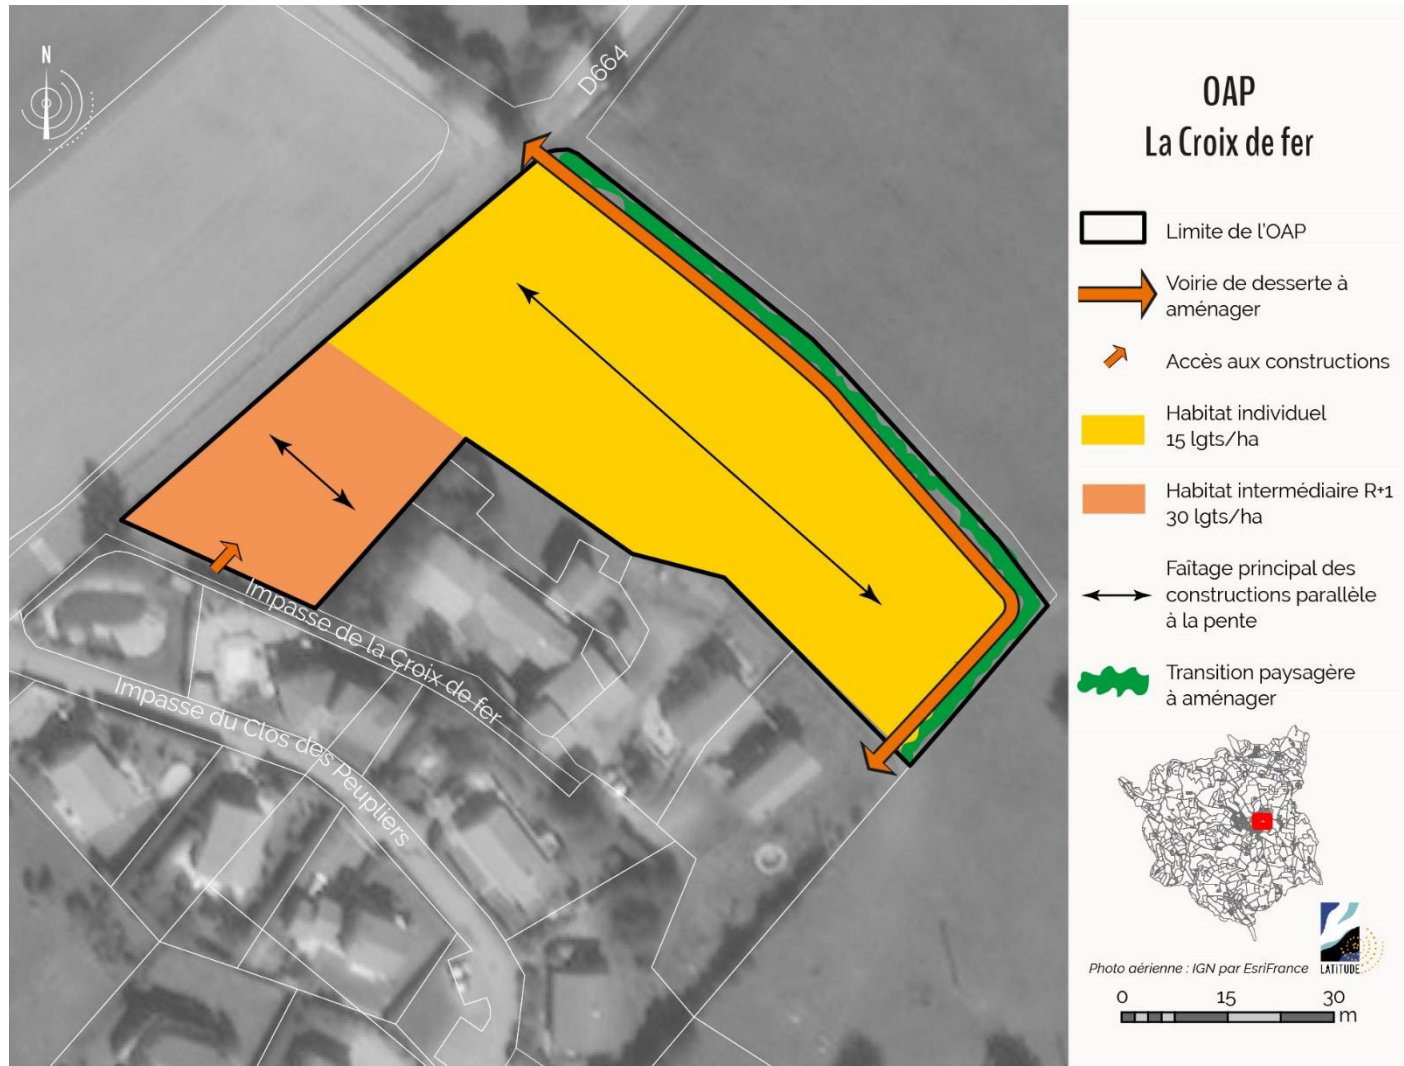 N
D664
Impasse de la Croix de fer
Impasse du Clos des Peupliers
OAP
La Croix de fer
Limite de l'OAP
Voirie de desserte à
aménager
Accès aux constructions
Habitat individuel
15 lgts/ha
Habitat intermédiaire R+1
30 lgts/ha
Faîtage principal des
constructions parallèle
à la pente
Transition paysagère
à aménager
Photo aérienne : IGN par EsriFrance
LATITUDE
0 15 30
m